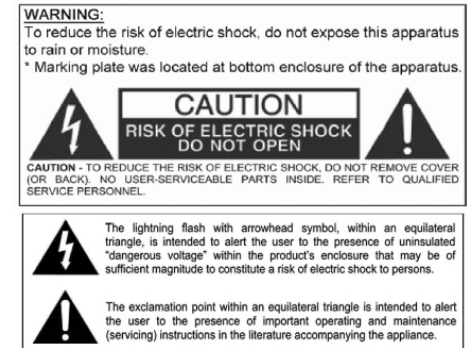 WARNING:
To reduce the risk of electric shock, do not expose this apparatus
to rain or moisture.
* Marking plate was located at bottom enclosure of the apparatus.
CAUTION
RISK OF ELECTRIC SHOCK
DO NOT OPEN
CAUTION - TO REDUCE THE RISK OF ELECTRIC SHOCK, DO NOT REMOVE COVER
(OR BACK). NO USER-SERVICEABLE PARTS INSIDE. REFER TO QUALIFIED
SERVICE PERSONNEL.
The lightning flash with arrowhead symbol, within an equilateral
triangle, is intended to alert the user to the presence of uninsulated
"dangerous voltage" within the product's enclosure that may be of
sufficient magnitude to constitute a risk of electric shock to persons.
The exclamation point within an equilateral triangle is intended to alert
the user to the presence of important operating and maintenance
(servicing) instructions in the literature accompanying the appliance.